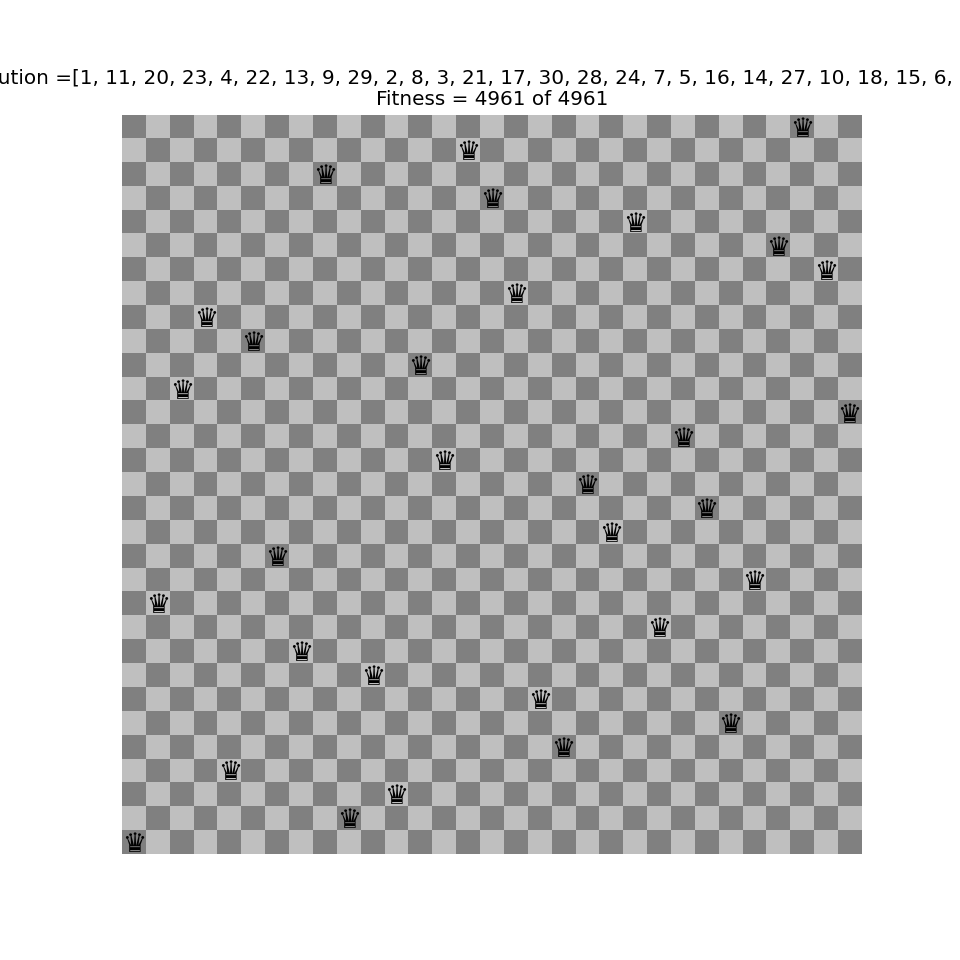 ution =[1, 11, 20, 23, 4, 22, 13, 9, 29, 2, 8, 3, 21, 17, 30, 28, 24, 7, 5, 16, 14, 27, 10, 18, 15, 6,
Fitness = 4961 of 4961